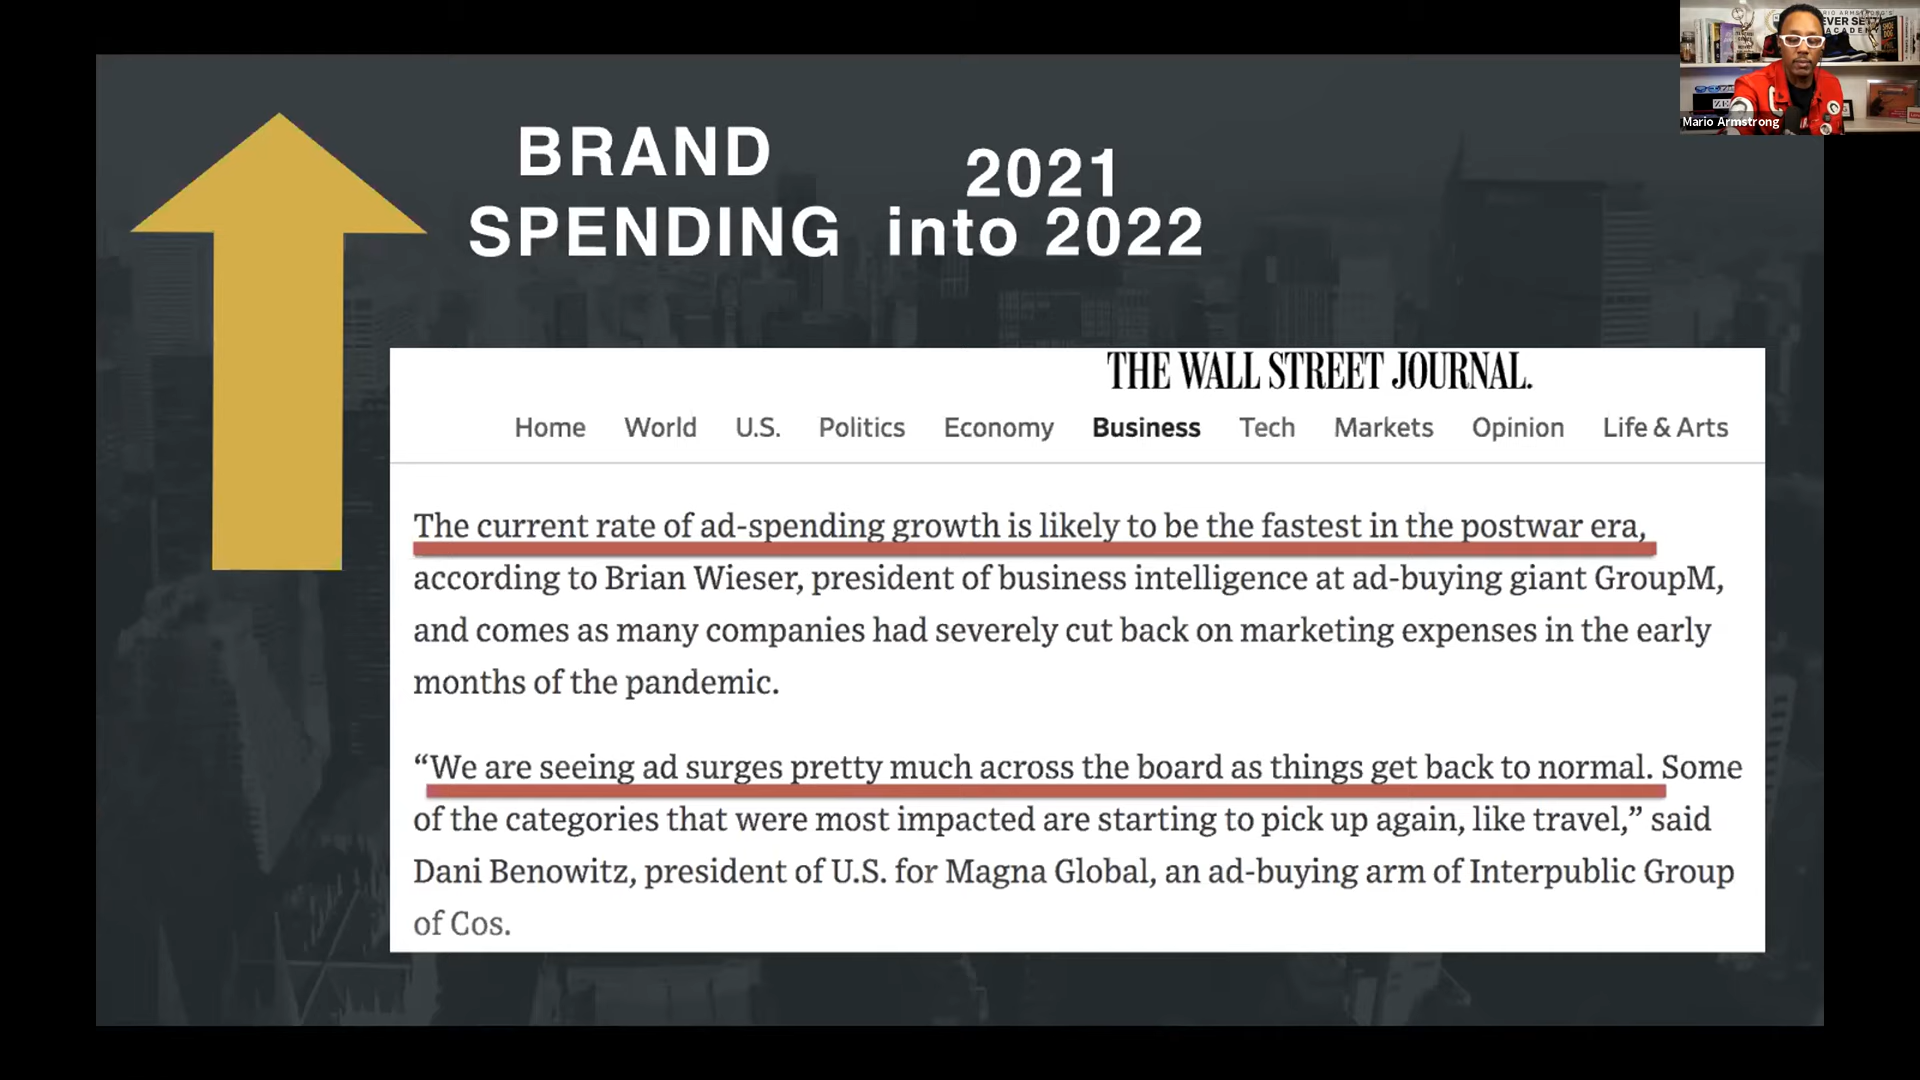 BRAND
SPENDING
2021
into 2022
THE WALL STREET JOURNAL.
Home World U.S. Politics Economy Business Tech Markets Opinion Life & Arts
The current rate of ad-spending growth is likely to be the fastest in the postwar era,
according to Brian Wieser, president of business intelligence at ad-buying giant GroupM,
and comes as many companies had severely cut back on marketing expenses in the early
months of the pandemic.
“We are seeing ad surges pretty much across the board as things get back to normal. Some
of the categories that were most impacted are starting to pick up again, like travel,” said
Dani Benowitz, president of U.S. for Magna Global, an ad-buying arm of Interpublic Group
of Cos.
Mario Armstrong